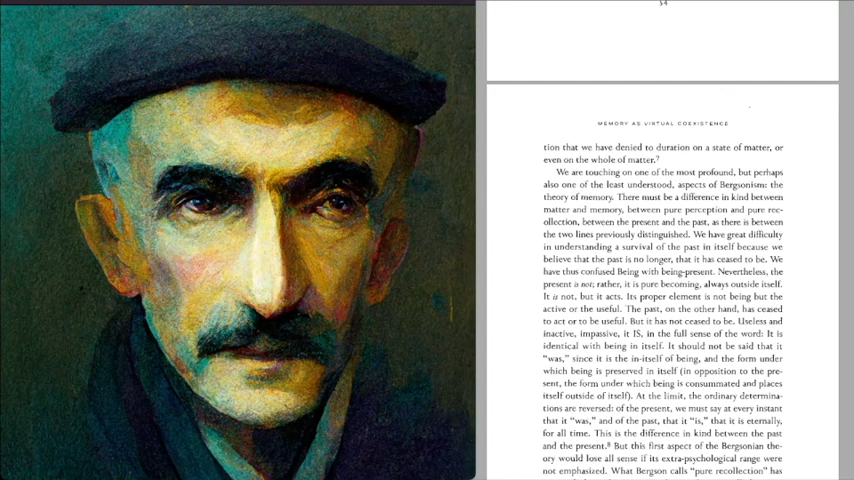 54
MEMORY AS VIRTUAL COEXISTENCE
tion that we have denied to duration on a state of matter, or
even on the whole of matter.⁷
We are touching on one of the most profound, but perhaps
also one of the least understood, aspects of Bergsonism: the
theory of memory. There must be a difference in kind between
matter and memory, between pure perception and pure rec-
ollection, between the present and the past, as there is between
the two lines previously distinguished. We have great difficulty
in understanding a survival of the past in itself because we
believe that the past is no longer, that it has ceased to be. We
have thus confused Being with being-present. Nevertheless, the
present is not; rather, it is pure becoming, always outside itself.
It is not, but it acts. Its proper element is not being but the
active or the useful. The past, on the other hand, has ceased
to act or to be useful. But it has not ceased to be. Useless and
inactive, impassive, it IS, in the full sense of the word: It is
identical with being in itself. It should not be said that it
“was,” since it is the in-itself of being, and the form under
which being is preserved in itself (in opposition to the pre-
sent, the form under which being is consummated and places
itself outside of itself). At the limit, the ordinary determina-
tions are reversed: of the present, we must say at every instant
that it “was,” and of the past, that it “is,” that it is eternally,
for all time. This is the difference in kind between the past
and the present.⁸ But this first aspect of the Bergsonian the-
ory would lose all sense if its extra-psychological range were
not emphasized. What Bergson calls “pure recollection” has